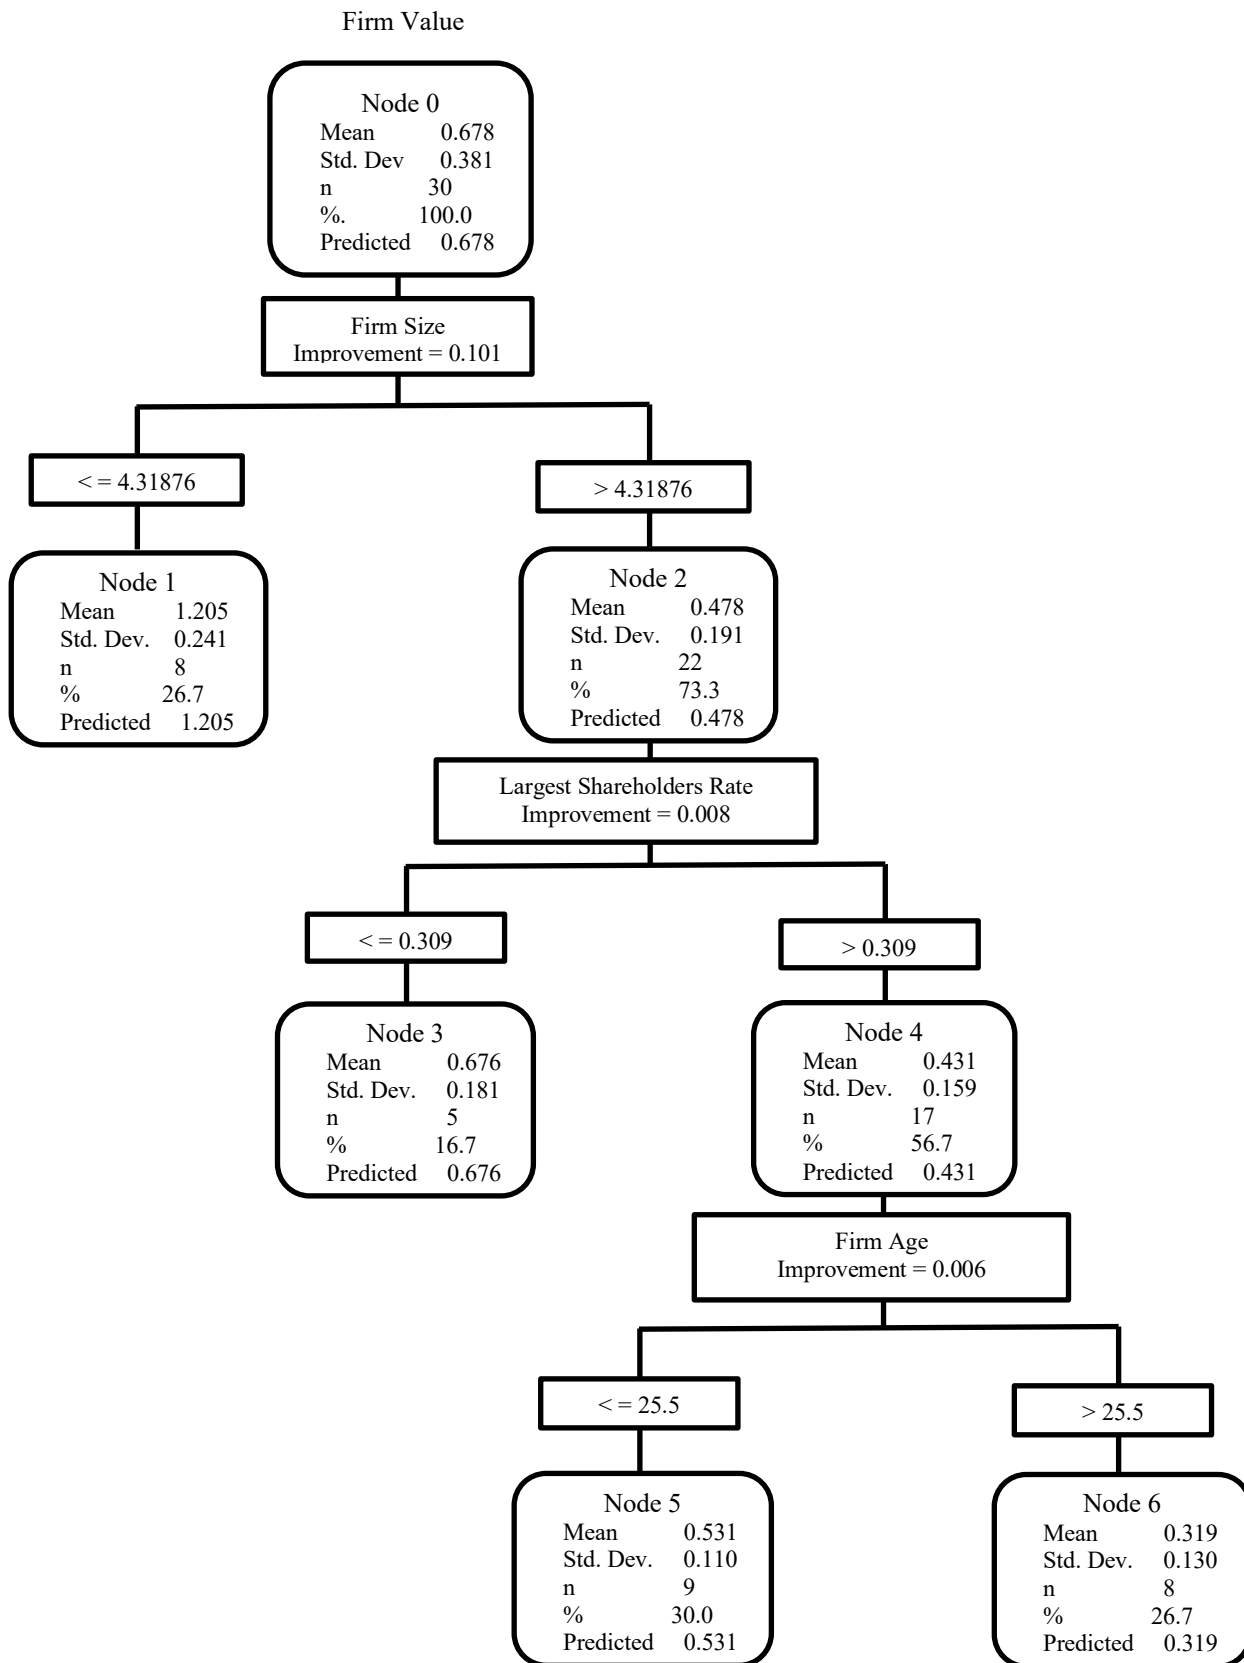 Firm Value
Node 0
Mean 0.678
Std. Dev 0.381
n 30
%. 100.0
Predicted 0.678
Firm Size
Improvement = 0.101
< = 4.31876
> 4.31876
Node 1
Mean 1.205
Std. Dev. 0.241
n 8
% 26.7
Predicted 1.205
Node 2
Mean 0.478
Std. Dev. 0.191
n 22
% 73.3
Predicted 0.478
Largest Shareholders Rate
Improvement = 0.008
< = 0.309
> 0.309
Node 3
Mean 0.676
Std. Dev. 0.181
n 5
% 16.7
Predicted 0.676
Node 4
Mean 0.431
Std. Dev. 0.159
n 17
% 56.7
Predicted 0.431
Firm Age
Improvement = 0.006
< = 25.5
> 25.5
Node 5
Mean 0.531
Std. Dev. 0.110
n 9
% 30.0
Predicted 0.531
Node 6
Mean 0.319
Std. Dev. 0.130
n 8
% 26.7
Predicted 0.319